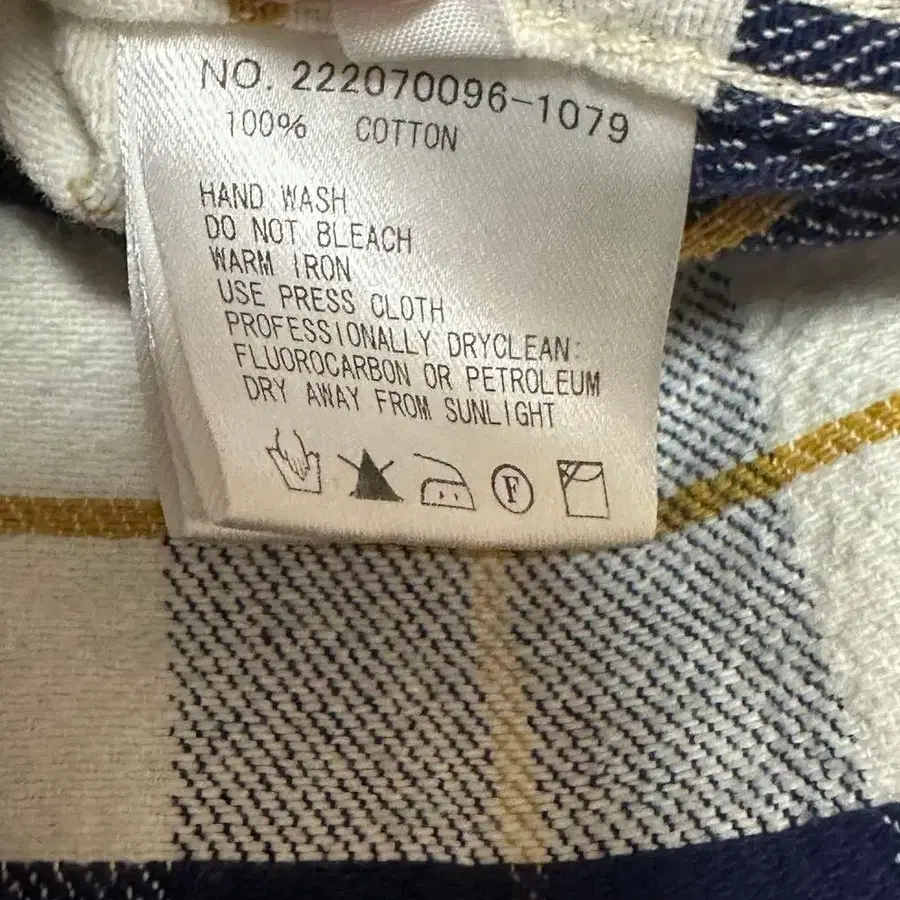 NO. 222070096-1079
100% COTTON
HAND WASH
DO NOT BLEACH
WARM IRON
USE PRESS CLOTH
PROFESSIONALLY DRYCLEAN:
FLUOROCARBON OR PETROLEUM
DRY AWAY FROM SUNLIGHT
F